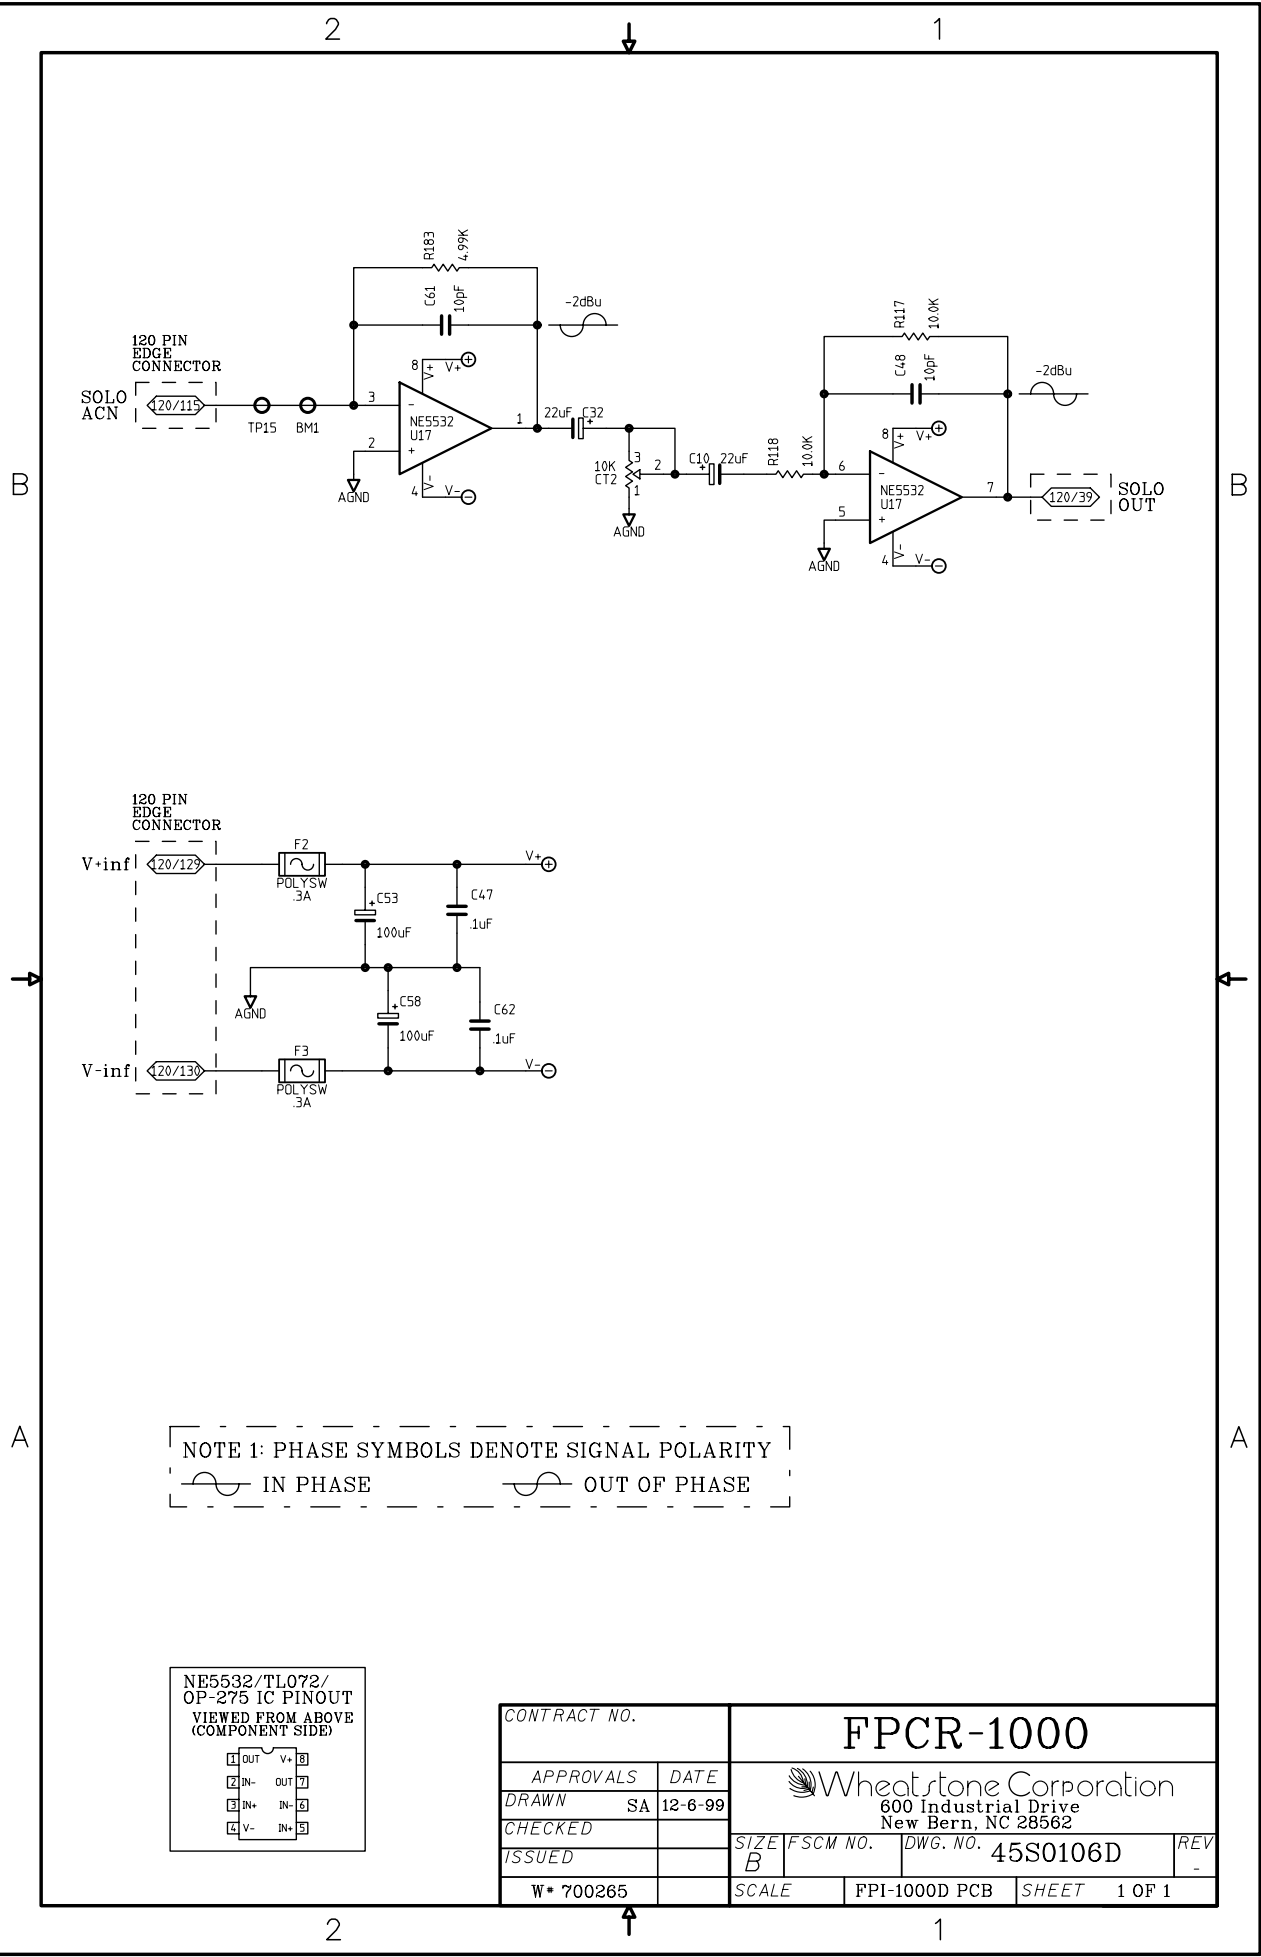 2
1
R183
4.99K
C61
10pF
-2dBu
R117
10.0K
120 PIN
EDGE
CONNECTOR
C48
10pF
-2dBu
SOLO
ACN
120/115
TP15
BM1
3
-
8
V+
V+
+
NE5532
U17
2
+
1
4
V-
V-
-
AGND
22uF
C32
+
10K
CT2
3
2
1
AGND
C10
+
22uF
R118
10.0K
8
V+
V+
+
6
-
NE5532
U17
5
+
7
4
V-
V-
-
AGND
120/39
SOLO
OUT
B
B
120 PIN
EDGE
CONNECTOR
V+inf
120/129
F2
POLYSW
.3A
V+
+
+
C53
100uF
C47
.1uF
AGND
+
C58
100uF
C62
.1uF
V-inf
120/130
F3
POLYSW
.3A
V-
-
A
A
NOTE 1: PHASE SYMBOLS DENOTE SIGNAL POLARITY
IN PHASE
OUT OF PHASE
NE5532/TL072/
OP-275 IC PINOUT
VIEWED FROM ABOVE
(COMPONENT SIDE)
1 OUT V+ 8
2 IN- OUT 7
3 IN+ IN- 6
4 V- IN+ 5
CONTRACT NO.
FPCR-1000
APPROVALS DATE
DRAWN SA 12-6-99
CHECKED
ISSUED
W# 700265
Wheatstone Corporation
600 Industrial Drive
New Bern, NC 28562
SIZE B
FSCM NO.
DWG. NO. 45S0106D
REV -
SCALE
FPI-1000D PCB
SHEET 1 OF 1
2
1